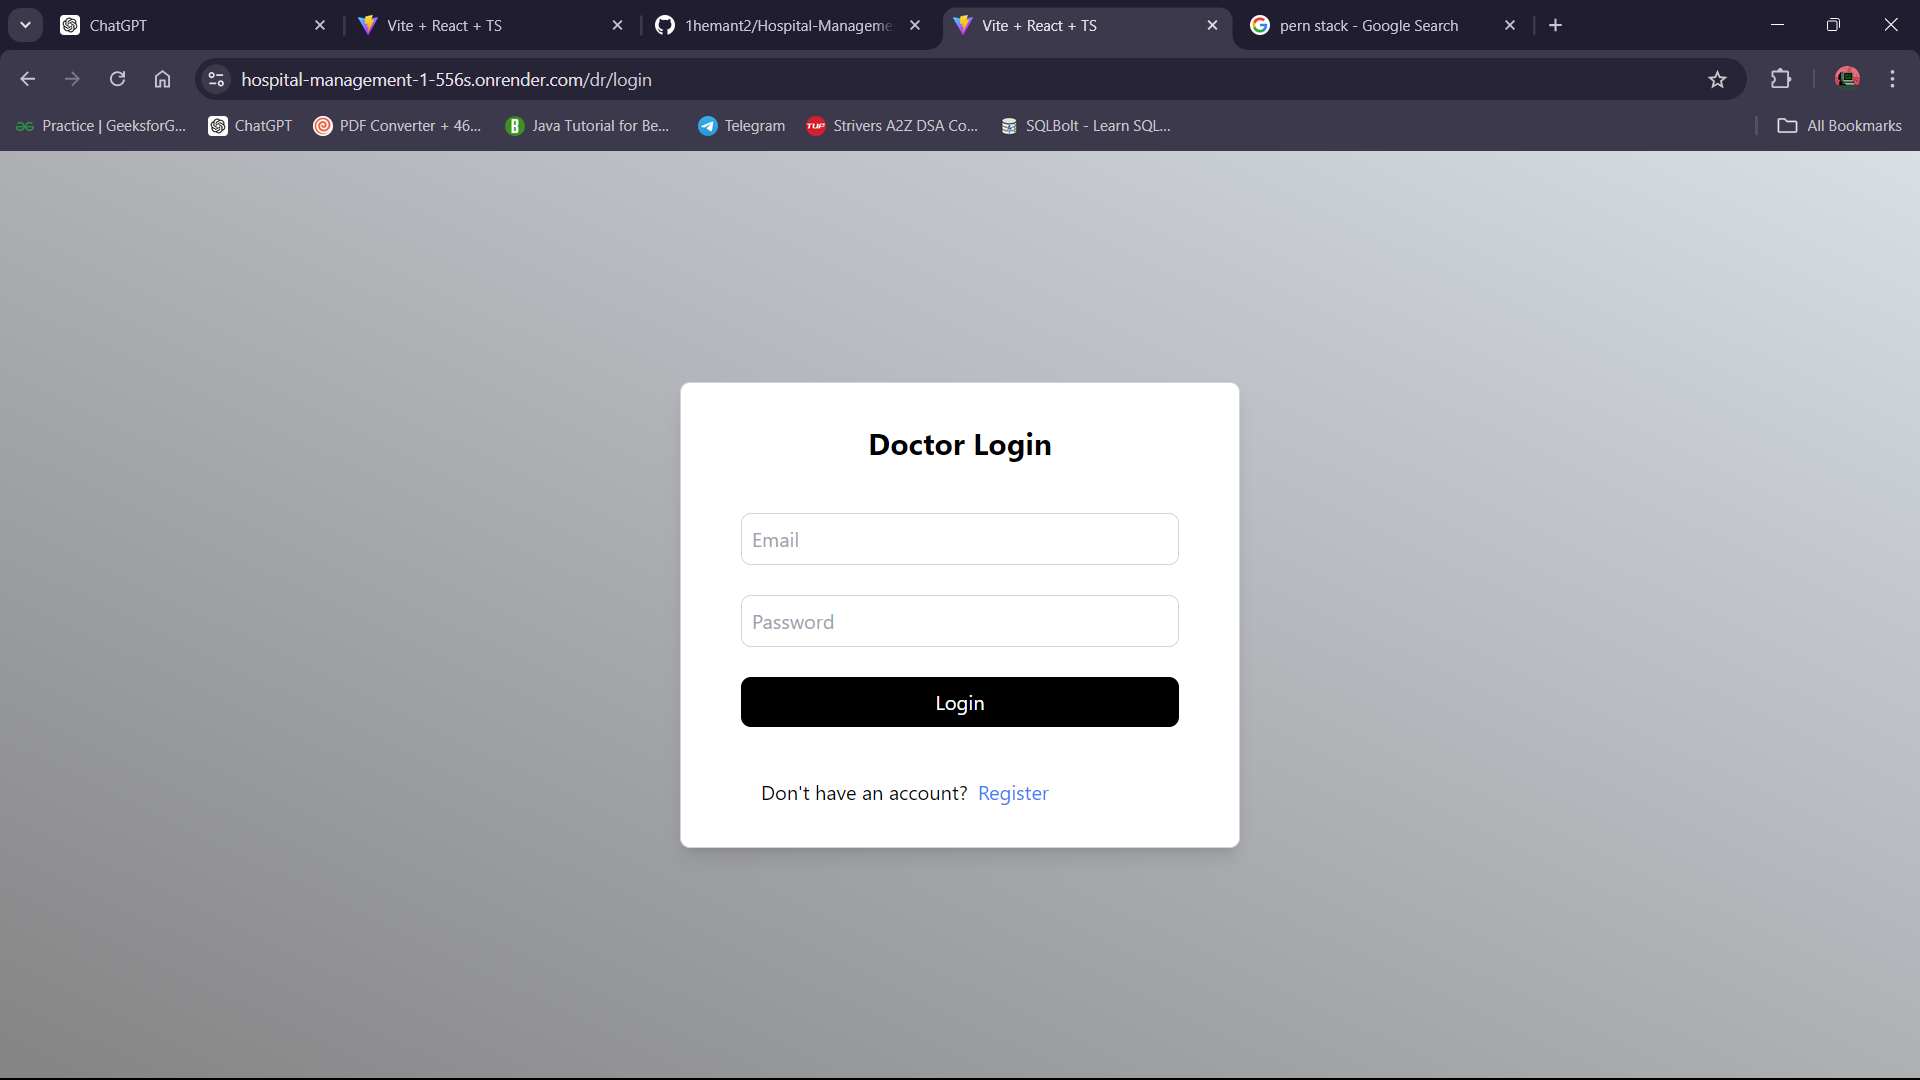 ChatGPT
Vite + React + TS
1hemant2/Hospital-Manageme
Vite + React + TS
pern stack - Google Search
hospital-management-1-556s.onrender.com/dr/login
Practice | GeeksforG...
ChatGPT
PDF Converter + 46...
Java Tutorial for Be...
Telegram
TUF Strivers A2Z DSA Co...
SQLBolt - Learn SQL...
All Bookmarks
Doctor Login
Email
Password
Login
Don't have an account? Register